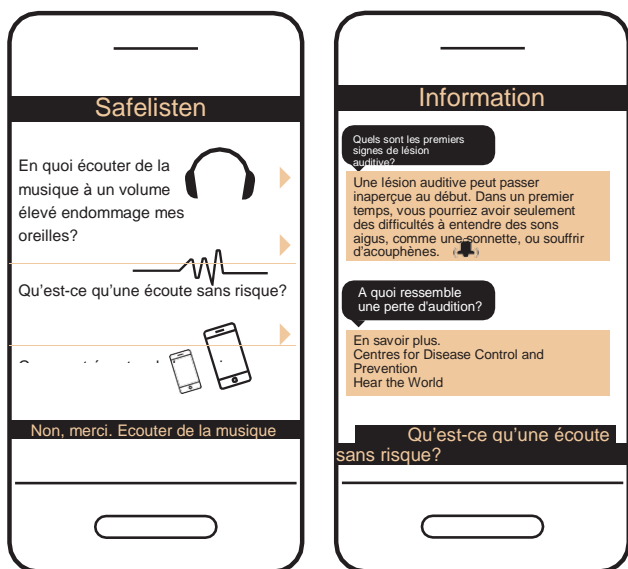 Safelisten
En quoi écouter de la
musique à un volume
élevé endommage mes
oreilles?
Qu'est-ce qu'une écoute sans risque?
Non, merci. Ecouter de la musique
Information
Quels sont les premiers
signes de lésion
auditive?
Une lésion auditive peut passer
inaperçue au début. Dans un premier
temps, vous pourriez avoir seulement
des difficultés à entendre des sons
aigus, comme une sonnette, ou souffrir
d'acouphènes.
A quoi ressemble
une perte d'audition?
En savoir plus.
Centres for Disease Control and
Prevention
Hear the World
Qu'est-ce qu'une écoute
sans risque?